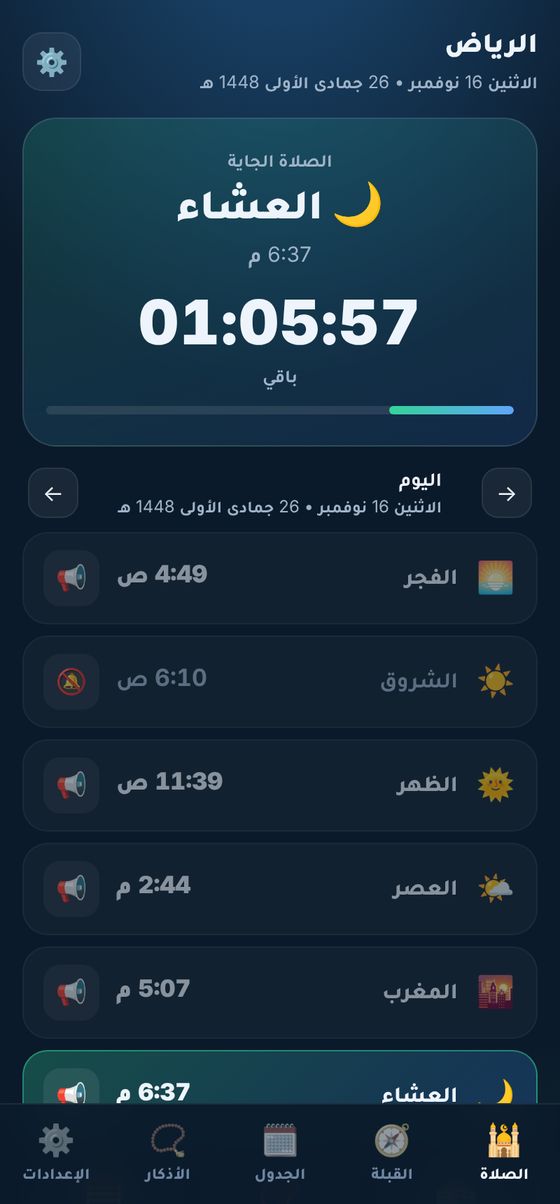 الرياض
الاثنين 16 نوفمبر • 26 جمادى الأولى 1448 هـ
الصلاة الجاية
العشاء
6:37 م
01:05:57
باقي
اليوم
الاثنين 16 نوفمبر • 26 جمادى الأولى 1448 هـ
الفجر 4:49 ص
الشروق 6:10 ص
الظهر 11:39 ص
العصر 2:44 م
المغرب 5:07 م
العشاء 6:37 م
الصلاة القبلة الجدول الأذكار الإعدادات